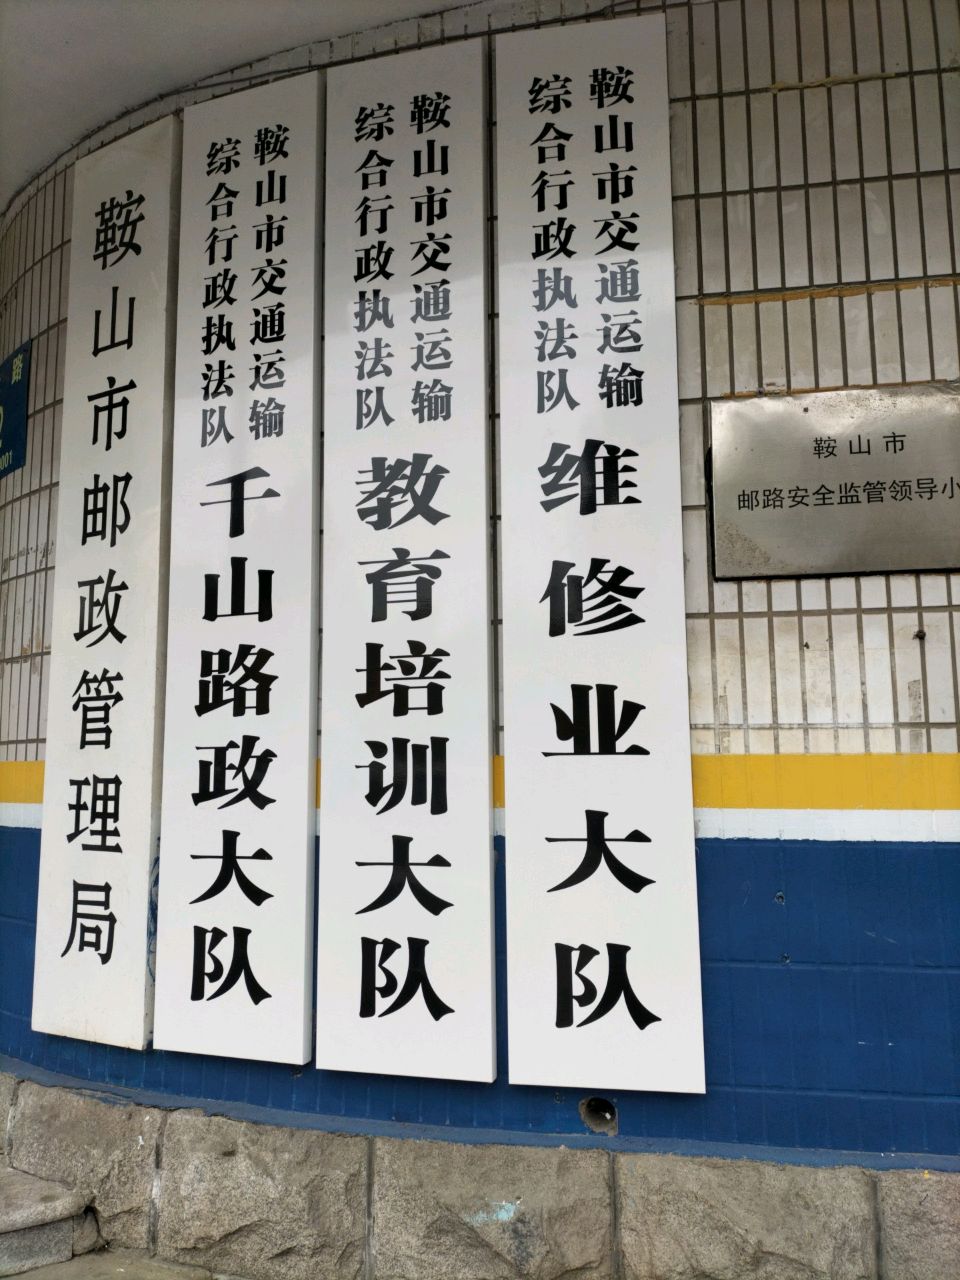 鞍山市邮政管理局
鞍山市交通运输
综合行政执法队
千山路政大队
鞍山市交通运输
综合行政执法队
教育培训大队
鞍山市交通运输
综合行政执法队
维修业大队
鞍山市
邮路安全监管领导小
路
2
001